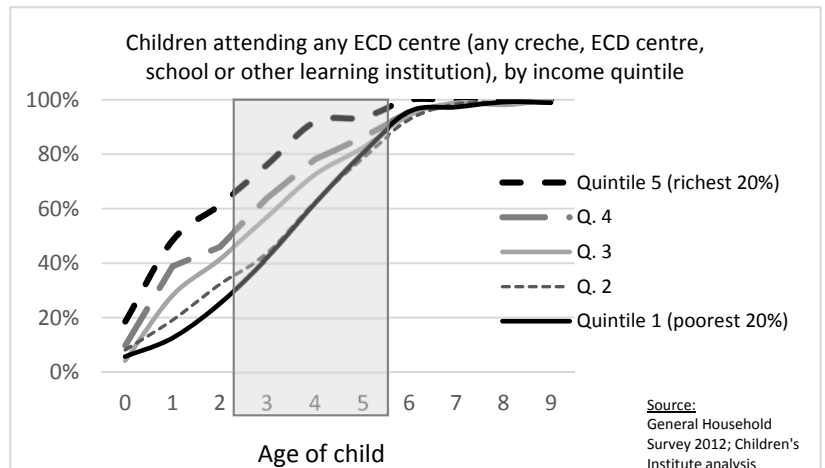 Children attending any ECD centre (any creche, ECD centre,
school or other learning institution), by income quintile
100%
80%
60%
40%
20%
0%
0 1 2 3 4 5 6 7 8 9
Age of child
Quintile 5 (richest 20%)
Q. 4
Q. 3
Q. 2
Quintile 1 (poorest 20%)
Source:
General Household
Survey 2012; Children's
Institute analysis